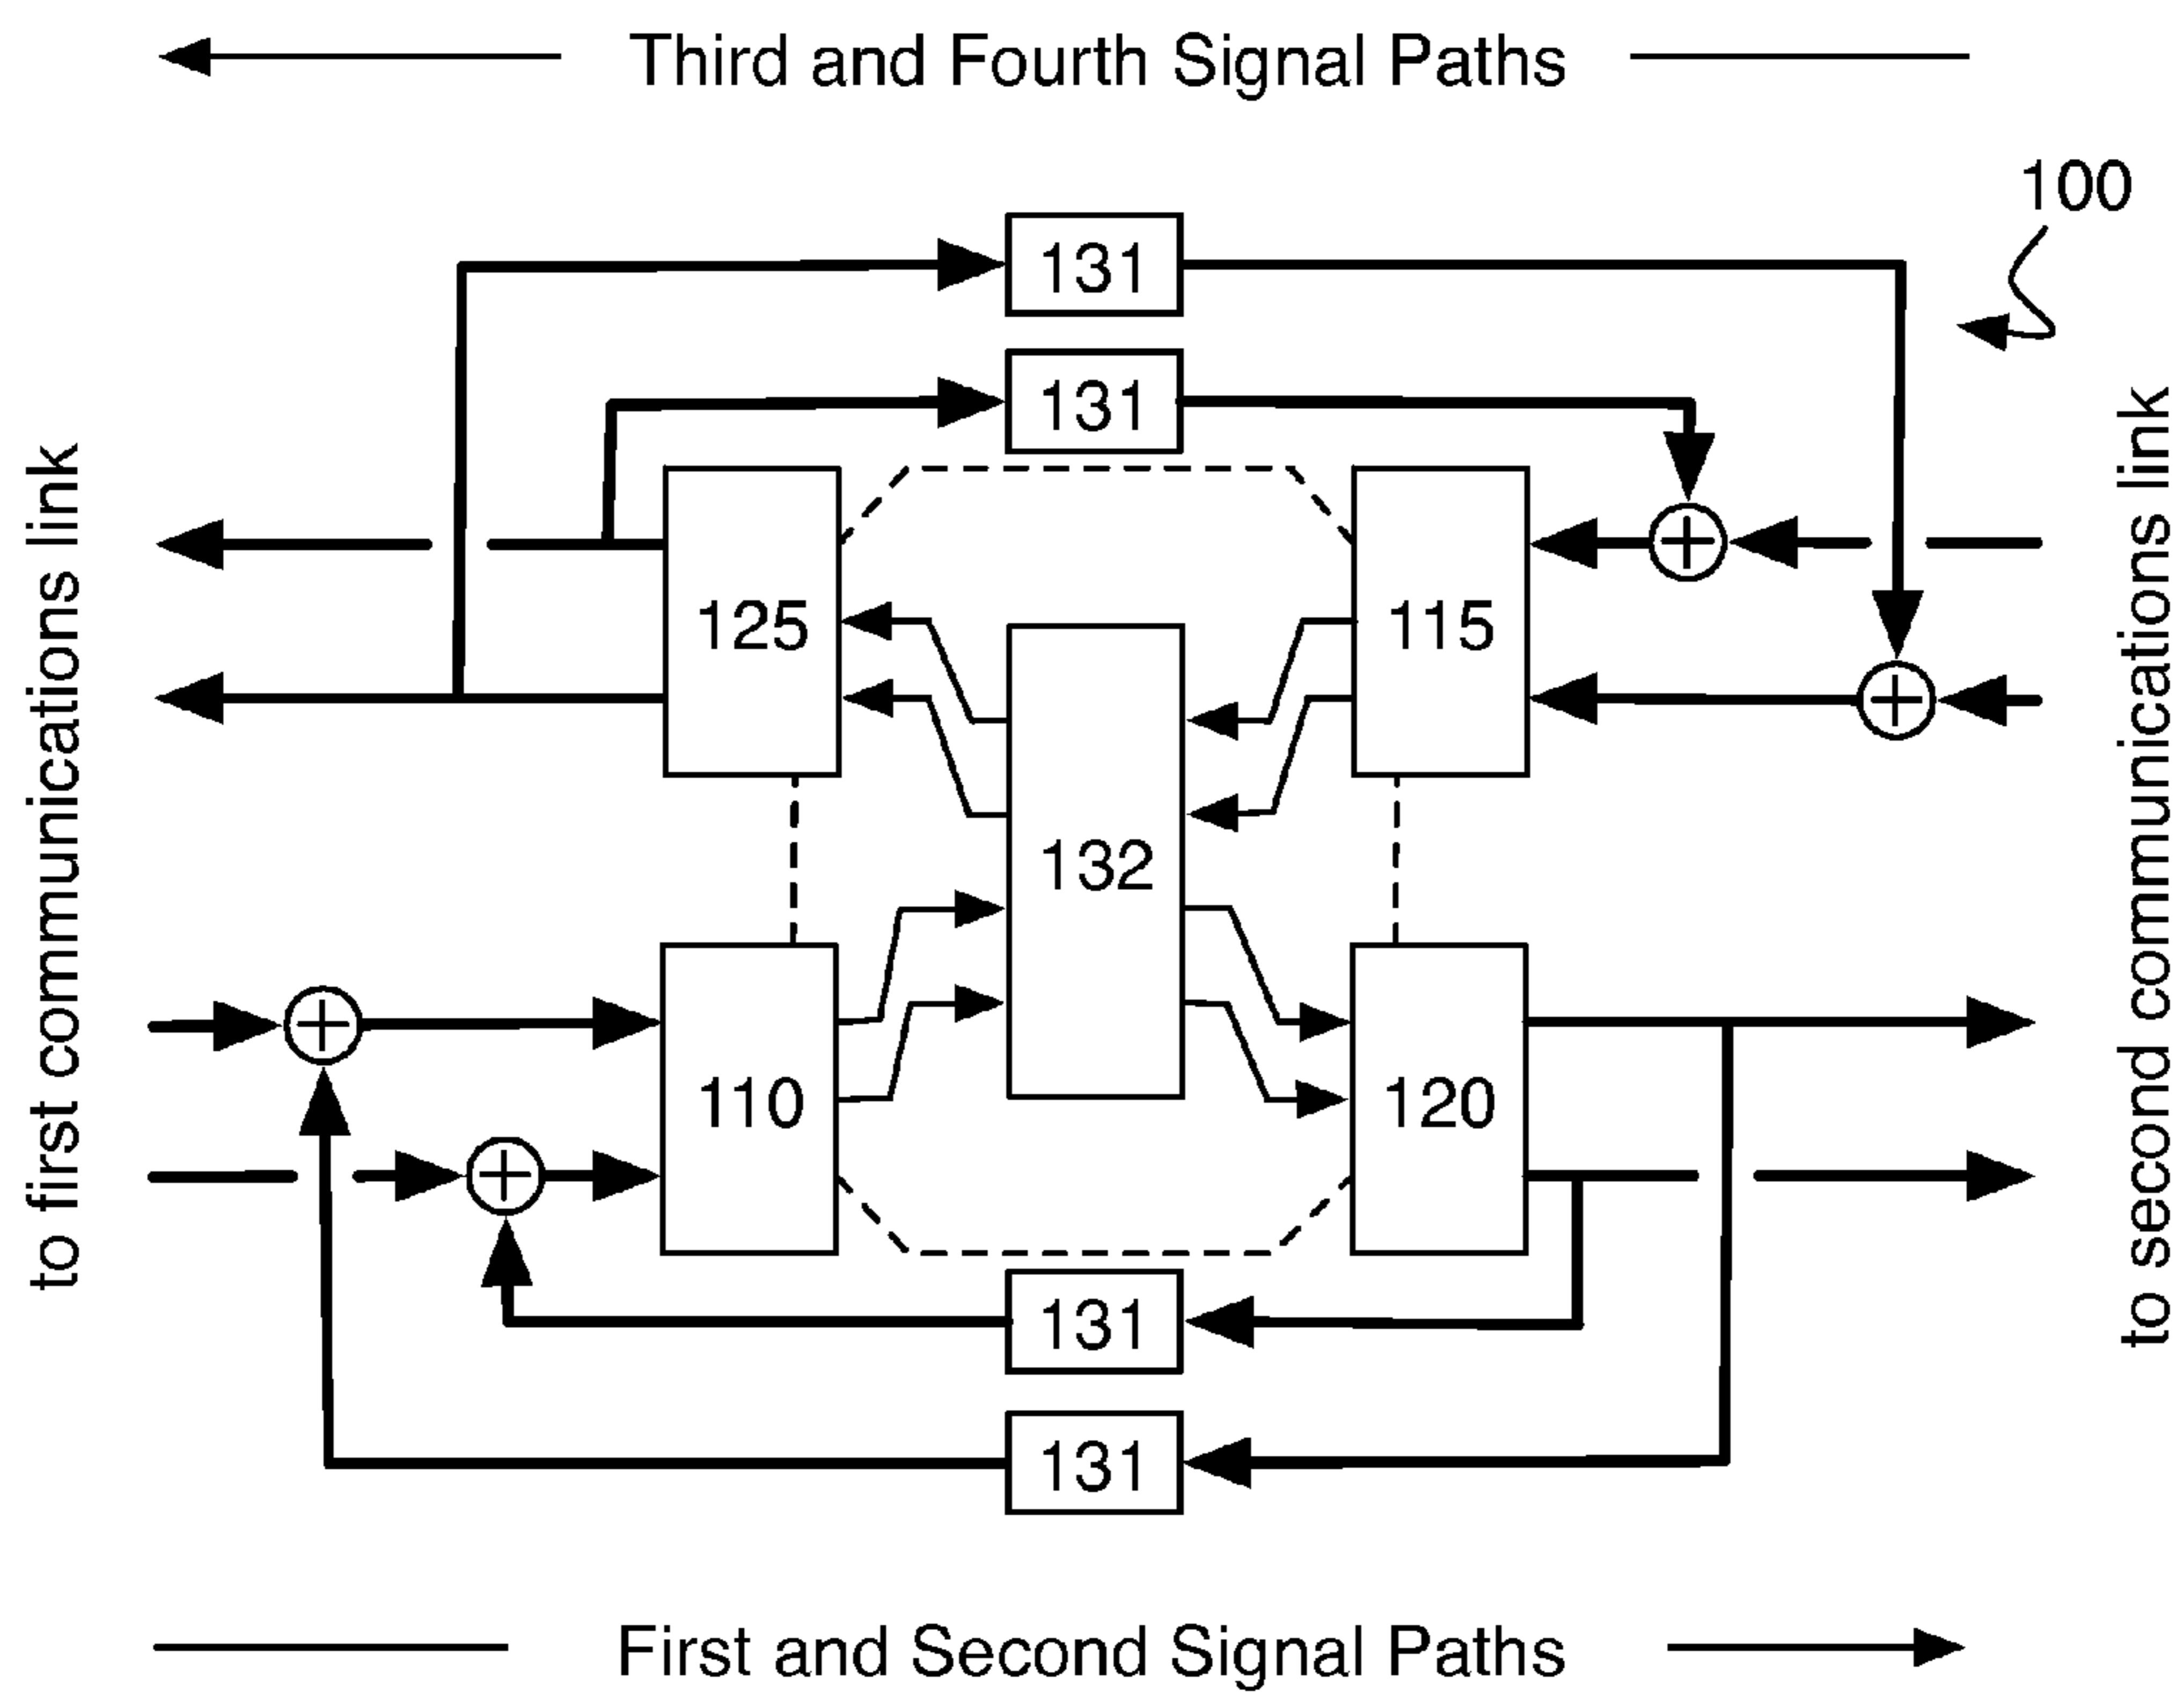 Third and Fourth Signal Paths
100
131
131
to first communications link
125
115
to second communications link
132
110
120
131
131
First and Second Signal Paths